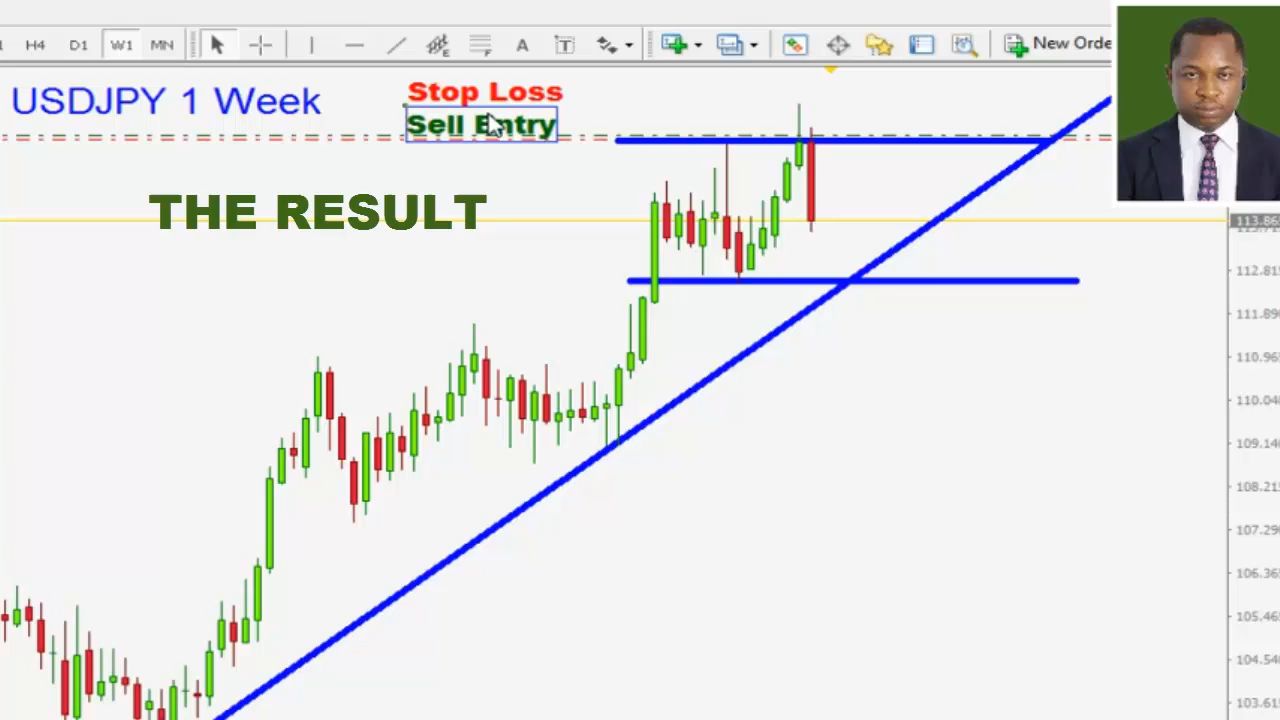 H4 D1 W1 MN A T New Orde
USDJPY 1 Week
Stop Loss
Sell Entry
THE RESULT
113.86
112.81
111.89
110.96
110.04
109.14
108.21
107.29
106.36
105.46
104.54
103.61